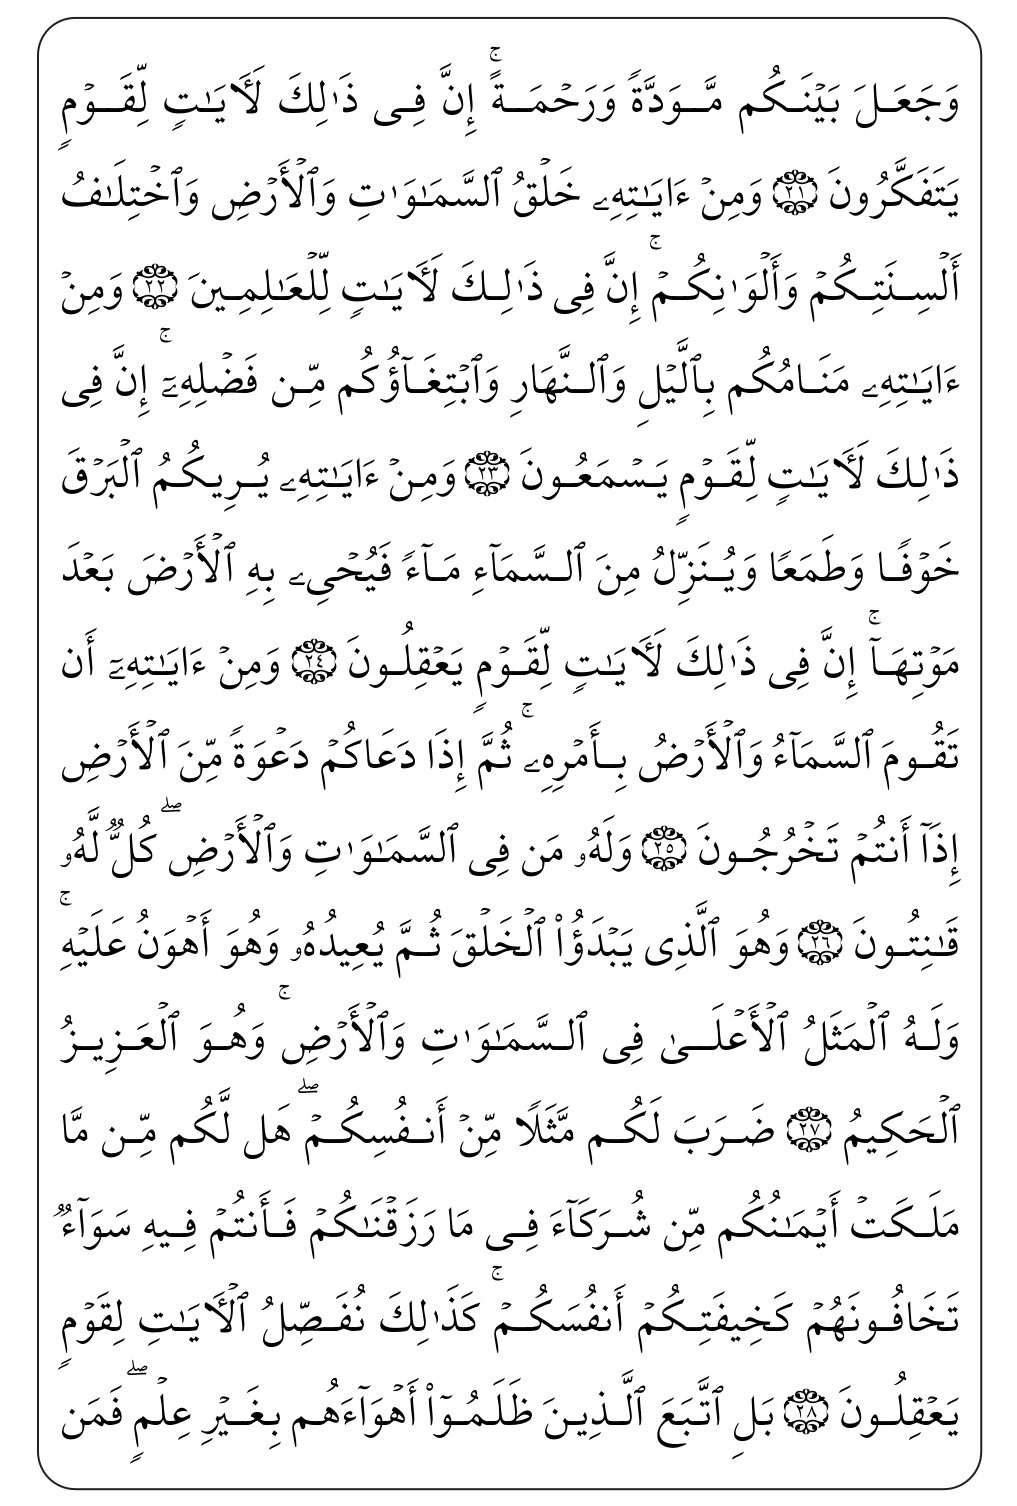 وَجَعَلَ بَيْنَكُم مَّوَدَّةً وَرَحْمَةً ۚ إِنَّ فِى ذَٰلِكَ لَـَٔايَـٰتٍ لِّقَوْمٍ
يَتَفَكَّرُونَ ٢١ وَمِنْ ءَايَـٰتِهِۦ خَلْقُ ٱلسَّمَـٰوَٰتِ وَٱلْأَرْضِ وَٱخْتِلَـٰفُ
أَلْسِنَتِكُمْ وَأَلْوَٰنِكُمْ ۚ إِنَّ فِى ذَٰلِكَ لَـَٔايَـٰتٍ لِّلْعَـٰلِمِينَ ٢٢ وَمِنْ
ءَايَـٰتِهِۦ مَنَامُكُم بِٱلَّيْلِ وَٱلنَّهَارِ وَٱبْتِغَآؤُكُم مِّن فَضْلِهِۦٓ ۚ إِنَّ فِى
ذَٰلِكَ لَـَٔايَـٰتٍ لِّقَوْمٍ يَسْمَعُونَ ٢٣ وَمِنْ ءَايَـٰتِهِۦ يُرِيكُمُ ٱلْبَرْقَ
خَوْفًا وَطَمَعًا وَيُنَزِّلُ مِنَ ٱلسَّمَآءِ مَآءً فَيُحْىِۦ بِهِ ٱلْأَرْضَ بَعْدَ
مَوْتِهَآ ۚ إِنَّ فِى ذَٰلِكَ لَـَٔايَـٰتٍ لِّقَوْمٍ يَعْقِلُونَ ٢٤ وَمِنْ ءَايَـٰتِهِۦٓ أَن
تَقُومَ ٱلسَّمَآءُ وَٱلْأَرْضُ بِأَمْرِهِۦ ۚ ثُمَّ إِذَا دَعَاكُمْ دَعْوَةً مِّنَ ٱلْأَرْضِ
إِذَآ أَنتُمْ تَخْرُجُونَ ٢٥ وَلَهُۥ مَن فِى ٱلسَّمَـٰوَٰتِ وَٱلْأَرْضِ ۖ كُلٌّ لَّهُۥ
قَـٰنِتُونَ ٢٦ وَهُوَ ٱلَّذِى يَبْدَؤُا۟ ٱلْخَلْقَ ثُمَّ يُعِيدُهُۥ وَهُوَ أَهْوَنُ عَلَيْهِ ۚ
وَلَهُ ٱلْمَثَلُ ٱلْأَعْلَىٰ فِى ٱلسَّمَـٰوَٰتِ وَٱلْأَرْضِ ۚ وَهُوَ ٱلْعَزِيزُ
ٱلْحَكِيمُ ٢٧ ضَرَبَ لَكُم مَّثَلًا مِّنْ أَنفُسِكُمْ ۖ هَل لَّكُم مِّن مَّا
مَلَكَتْ أَيْمَـٰنُكُم مِّن شُرَكَآءَ فِى مَا رَزَقْنَـٰكُمْ فَأَنتُمْ فِيهِ سَوَآءٌ
تَخَافُونَهُمْ كَخِيفَتِكُمْ أَنفُسَكُمْ ۚ كَذَٰلِكَ نُفَصِّلُ ٱلْـَٔايَـٰتِ لِقَوْمٍ
يَعْقِلُونَ ٢٨ بَلِ ٱتَّبَعَ ٱلَّذِينَ ظَلَمُوٓا۟ أَهْوَآءَهُم بِغَيْرِ عِلْمٍ ۖ فَمَن